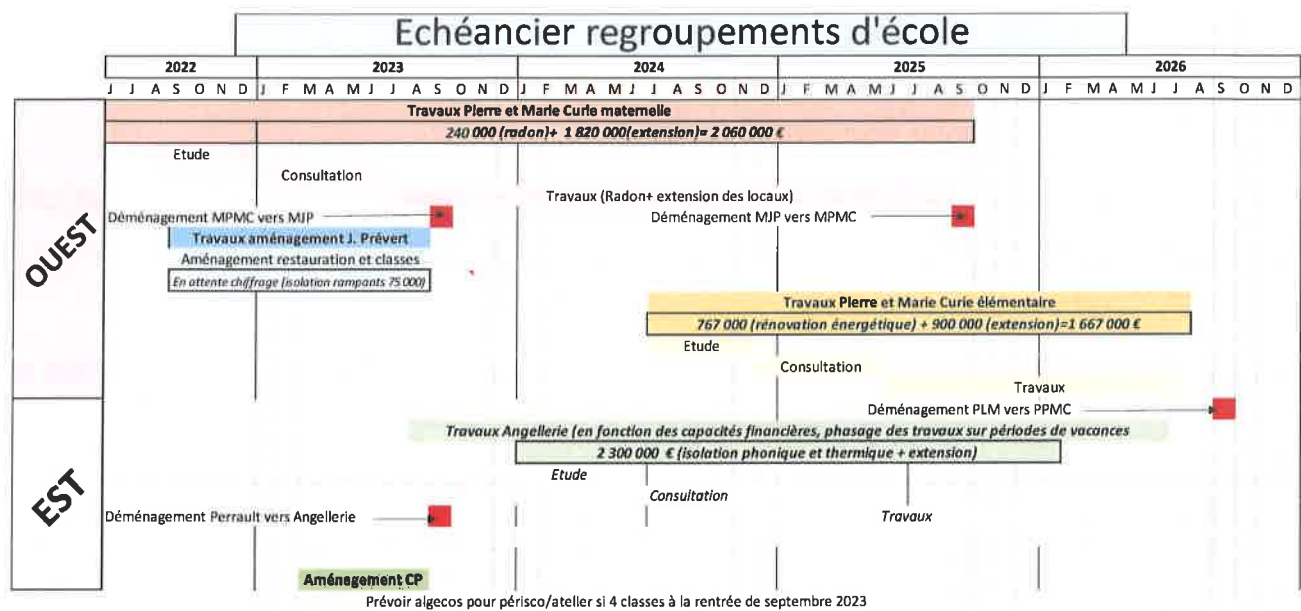 Echéancier regroupements d'école
2022 2023 2024 2025 2026
J J A S O N D J F M A M J J A S O N D J F M A M J J A S O N D J F M A M J J A S O N D J F M A M J J A S O N D
OUEST
Travaux Pierre et Marie Curie maternelle
240 000 (radon)+ 1 820 000(extension)= 2 060 000 €
Etude
Consultation
Travaux (Radon+ extension des locaux)
Déménagement MPMC vers MJP
Déménagement MJP vers MPMC
Travaux aménagement J. Prévert
Aménagement restauration et classes
En attente chiffrage (isolation rampants 75 000)
Travaux Pierre et Marie Curie élémentaire
767 000 (rénovation énergétique) + 900 000 (extension)=1 667 000 €
Etude
Consultation
Travaux
Déménagement PLM vers PPMC
EST
Travaux Angellerie (en fonction des capacités financières, phasage des travaux sur périodes de vacances
2 300 000 € (isolation phonique et thermique + extension)
Etude
Consultation
Déménagement Perrault vers Angellerie
Travaux
Aménagement CP
Prévoir algecos pour périsco/atelier si 4 classes à la rentrée de septembre 2023